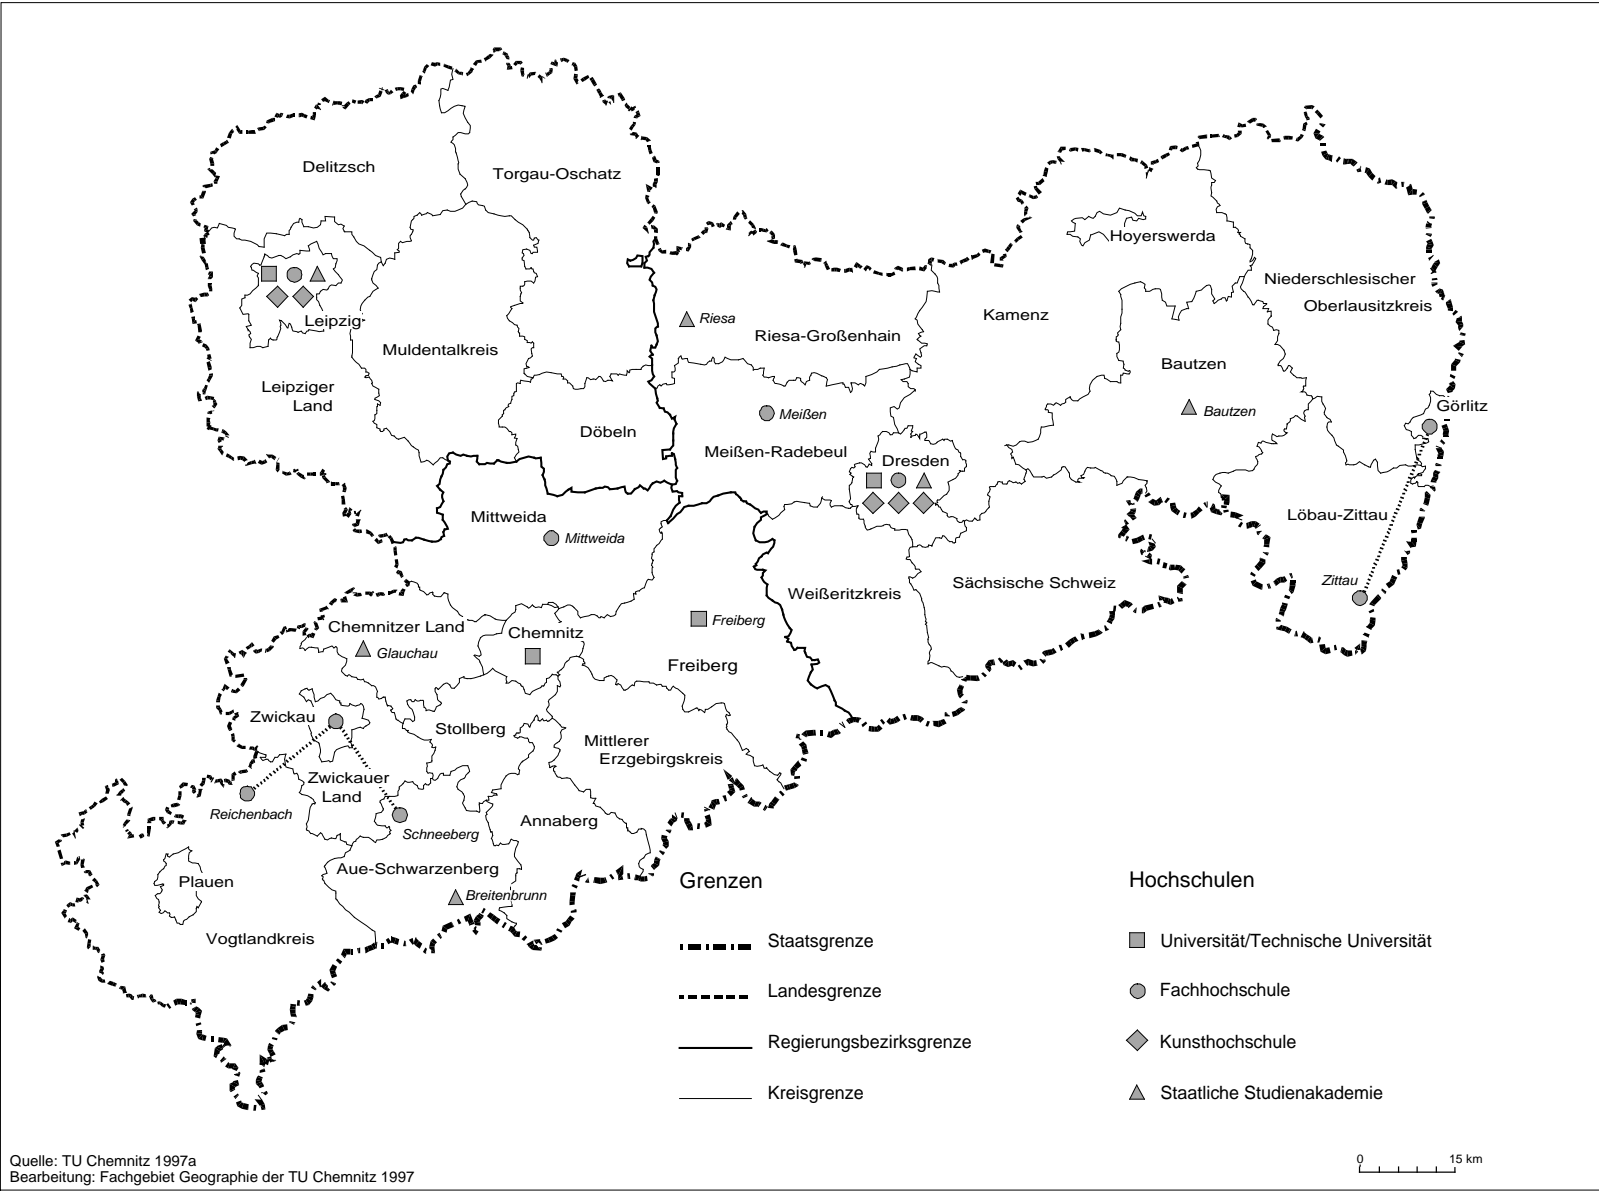 Delitzsch
Torgau-Oschatz
Hoyerswerda
Niederschlesischer
Oberlausitzkreis
Leipzig
Riesa
Riesa-Großenhain
Kamenz
Muldentalkreis
Bautzen
Leipziger
Land
Meißen
Bautzen
Görlitz
Döbeln
Meißen-Radebeul
Dresden
Mittweida
Mittweida
Löbau-Zittau
Zittau
Sächsische Schweiz
Weißeritzkreis
Chemnitzer Land
Chemnitz
Freiberg
Glauchau
Freiberg
Zwickau
Stollberg
Mittlerer
Erzgebirgskreis
Zwickauer
Land
Reichenbach
Schneeberg
Annaberg
Aue-Schwarzenberg
Plauen
Breitenbrunn
Vogtlandkreis
Grenzen
Staatsgrenze
Landesgrenze
Regierungsbezirksgrenze
Kreisgrenze
Hochschulen
Universität/Technische Universität
Fachhochschule
Kunsthochschule
Staatliche Studienakademie
0 15 km
Quelle: TU Chemnitz 1997a
Bearbeitung: Fachgebiet Geographie der TU Chemnitz 1997